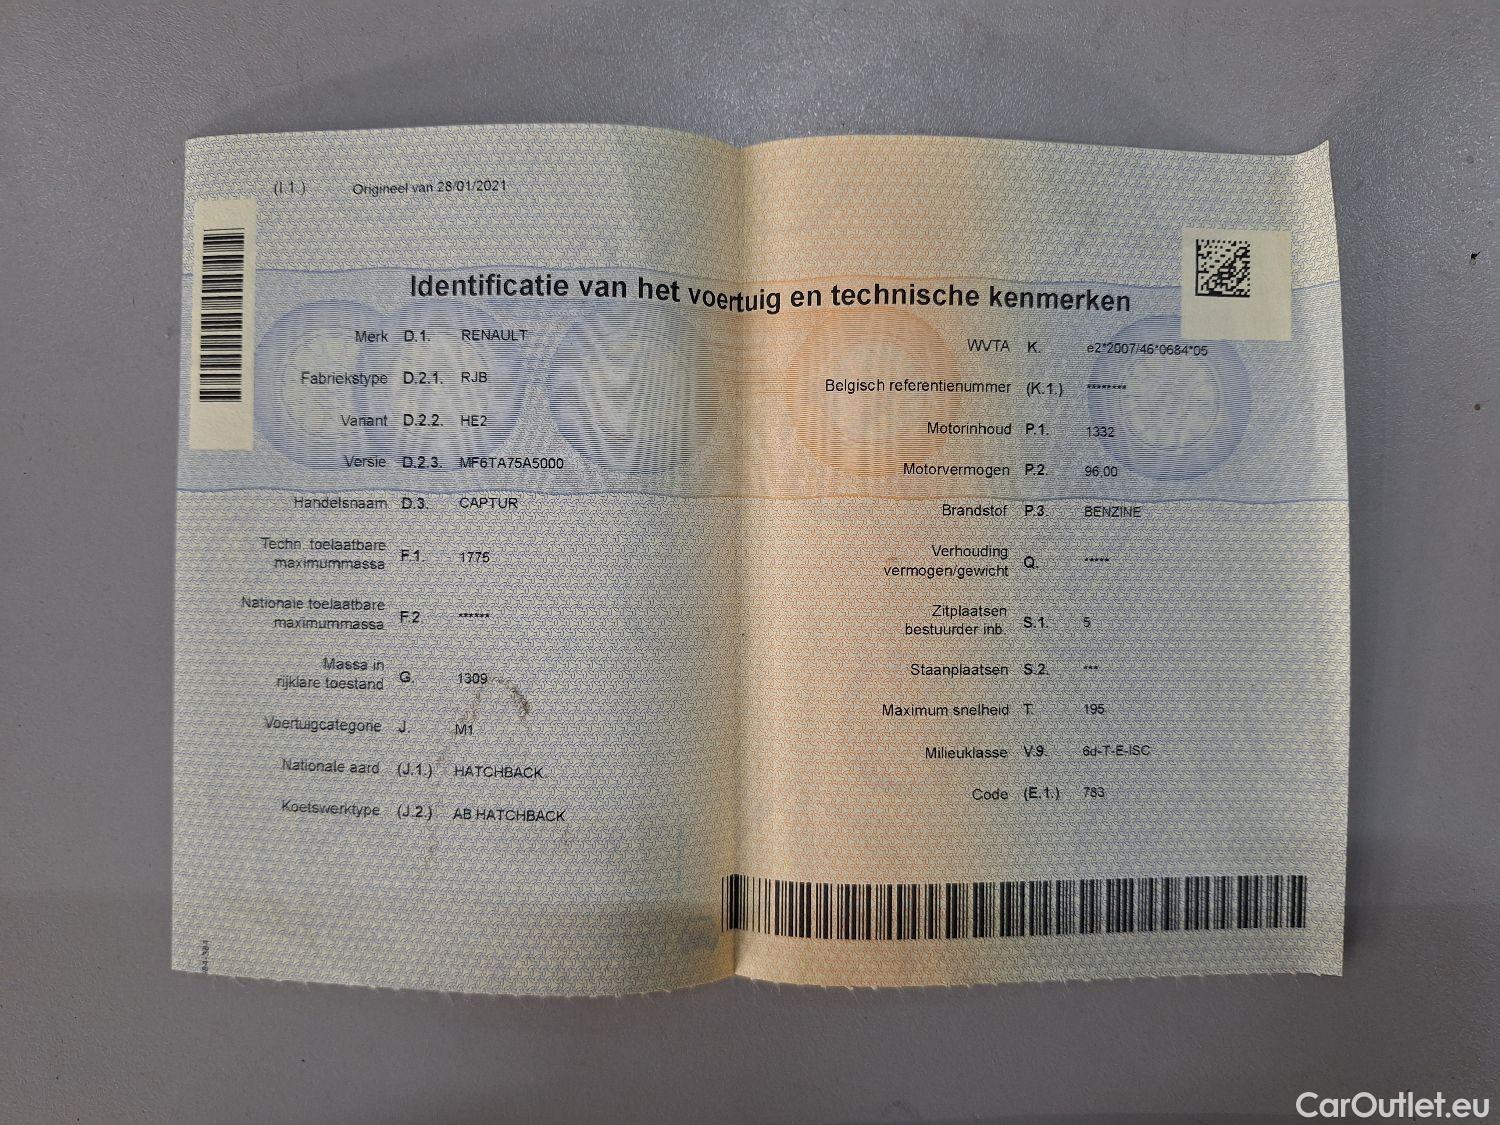 (I.1.) Origineel van 28/01/2021
Identificatie van het voertuig en technische kenmerken
Merk D.1. RENAULT
Fabriekstype D.2.1. RJB
Variant D.2.2. HE2
Versie D.2.3. MF6TA75A5000
Handelsnaam D.3. CAPTUR
Techn. toelaatbare
maximummassa F.1. 1775
Nationale toelaatbare
maximummassa F.2. ******
Massa in
rijklare toestand G. 1309
Voertuigcategorie J. M1
Nationale aard (J.1.) HATCHBACK
Koetswerktype (J.2.) AB HATCHBACK
WVTA K. e2*2007/46*0684*05
Belgisch referentienummer (K.1.) ********
Motorinhoud P.1. 1332
Motorvermogen P.2. 96,00
Brandstof P.3. BENZINE
Verhouding
vermogen/gewicht Q. *****
Zitplaatsen
bestuurder inb. S.1. 5
Staanplaatsen S.2. ***
Maximum snelheid T. 195
Milieuklasse V.9. 6d-T-E-ISC
Code (E.1.) 783
CarOutlet.eu